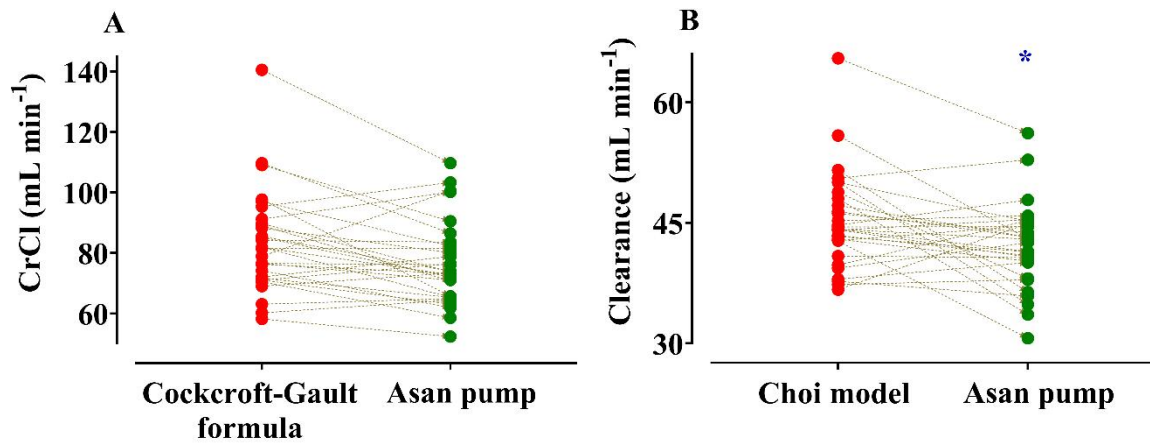 A
CrCl (mL min⁻¹)
140
120
100
80
60
Cockcroft-Gault
formula
Asan pump
B
*
Clearance (mL min⁻¹)
60
45
30
Choi model
Asan pump